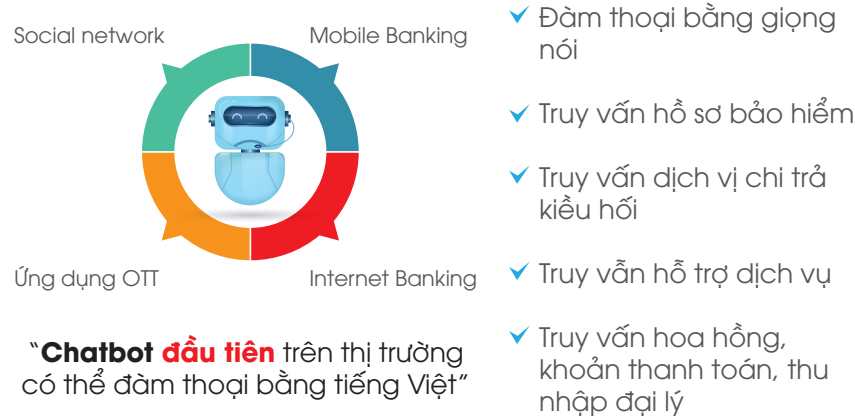 Social network
Mobile Banking
Ứng dụng OTT
Internet Banking
“Chatbot đầu tiên trên thị trường
có thể đàm thoại bằng tiếng Việt”
Đàm thoại bằng giọng
nói
Truy vấn hồ sơ bảo hiểm
Truy vấn dịch vị chi trả
kiều hối
Truy vẫn hỗ trợ dịch vụ
Truy vấn hoa hồng,
khoản thanh toán, thu
nhập đại lý